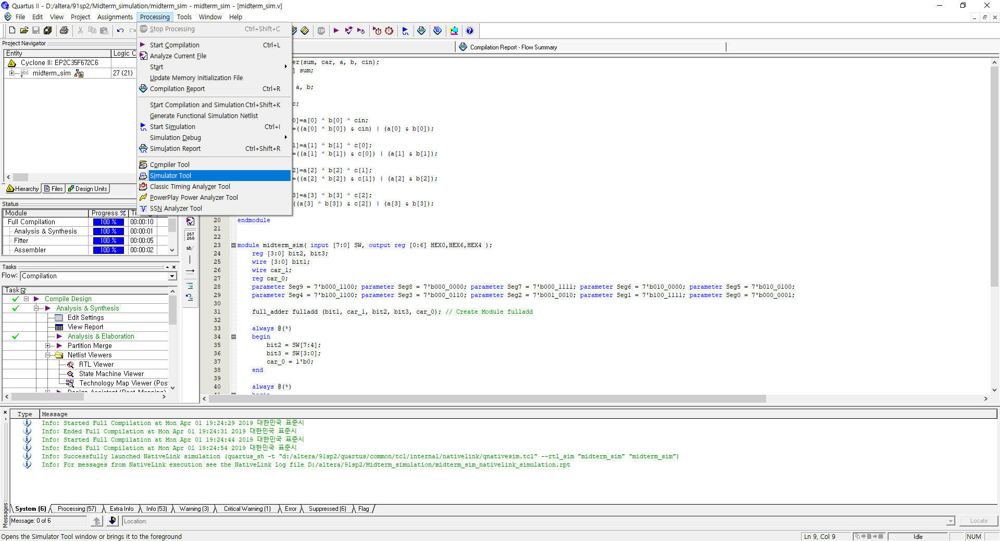 Quartus II - D:/altera/91sp2/Midterm_simulation/midterm_sim - midterm_sim - [midterm_sim.v]
File Edit View Project Assignments Processing Tools Window Help
Project Navigator
Entity Logic C
Cyclone II: EP2C35F672C6
midterm_sim 27 (21)
Hierarchy Files Design Units
Stop Processing Ctrl+Shift+C
Start Compilation Ctrl+L
Analyze Current File
Start
Update Memory Initialization File
Compilation Report Ctrl+R
Start Compilation and Simulation Ctrl+Shift+K
Generate Functional Simulation Netlist
Start Simulation Ctrl+I
Simulation Debug
Simulation Report Ctrl+Shift+R
Compiler Tool
Simulator Tool
Classic Timing Analyzer Tool
PowerPlay Power Analyzer Tool
SSN Analyzer Tool
Status
Module Progress % Ti
Full Compilation 100 % 00:00:10
Analysis & Synthesis 100 % 00:00:01
Fitter 100 % 00:00:05
Assembler 100 % 00:00:02
Tasks
Flow: Compilation
Task
Compile Design
Analysis & Synthesis
Edit Settings
View Report
Analysis & Elaboration
Partition Merge
Netlist Viewers
RTL Viewer
State Machine Viewer
Technology Map Viewer (Pos
Design Assistant (Post-Mapping)
267
268
ab/
Compilation Report - Flow Summary
er(sum, car, a, b, cin);
] sum;
a, b;
c;
0]=a[0] ^ b[0] ^ cin;
=((a[0] ^ b[0]) & cin) | (a[0] & b[0]);
1]=a[1] ^ b[1] ^ c[0];
=((a[1] ^ b[1]) & c[0]) | (a[1] & b[1]);
2]=a[2] ^ b[2] ^ c[1];
=((a[2] ^ b[2]) & c[1]) | (a[2] & b[2]);
3]=a[3] ^ b[3] ^ c[2];
((a[3] ^ b[3]) & c[2]) | (a[3] & b[3]);
20 endmodule
21
22
23 module midterm_sim( input [7:0] SW, output reg [0:6] HEX0,HEX6,HEX4 );
24 reg [3:0] bit2, bit3;
25 wire [3:0] bit1;
26 wire car_1;
27 reg car_0;
28 parameter Seg9 = 7'b000_1100; parameter Seg8 = 7'b000_0000; parameter Seg7 = 7'b000_1111; parameter Seg6 = 7'b010_0000; parameter Seg5 = 7'b010_0100;
29 parameter Seg4 = 7'b100_1100; parameter Seg3 = 7'b000_0110; parameter Seg2 = 7'b001_0010; parameter Seg1 = 7'b100_1111; parameter Seg0 = 7'b000_0001;
30
31 full_adder fulladd (bit1, car_1, bit2, bit3, car_0); // Create Module fulladd
32
33 always @(*)
34 begin
35 bit2 = SW[7:4];
36 bit3 = SW[3:0];
37 car_0 = 1'b0;
38 end
39
40 always @(*)
41 begin
Type Message
Info: Started Full Compilation at Mon Apr 01 19:24:29 2019 대한민국 표준시
Info: Ended Full Compilation at Mon Apr 01 19:24:31 2019 대한민국 표준시
Info: Started Full Compilation at Mon Apr 01 19:24:44 2019 대한민국 표준시
Info: Ended Full Compilation at Mon Apr 01 19:24:54 2019 대한민국 표준시
Info: Successfully launched NativeLink simulation (quartus_sh -t "d:/altera/91sp2/quartus/common/tcl/internal/nativelink/qnativesim.tcl" --rtl_sim "midterm_sim" "midterm_sim")
Info: For messages from NativeLink execution see the NativeLink log file D:/altera/91sp2/Midterm_simulation/midterm_sim_nativelink_simulation.rpt
System (6) Processing (57) Extra Info Info (53) Warning (3) Critical Warning (1) Error Suppressed (6) Flag
Messages
Message: 0 of 6 Location: Locate
Opens the Simulator Tool window or brings it to the foreground Ln 9, Col 9 Idle NUM